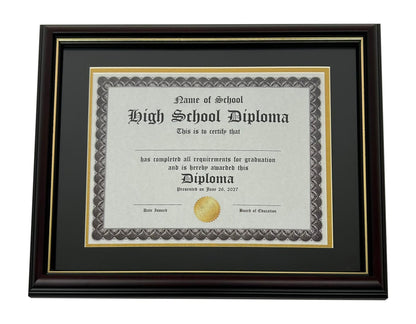 Name of School
High School Diploma
This is to certify that
has completed all requirements for graduation
and is hereby awarded this
Diploma
Presented on June 26, 2027
Date Issued
Board of Education